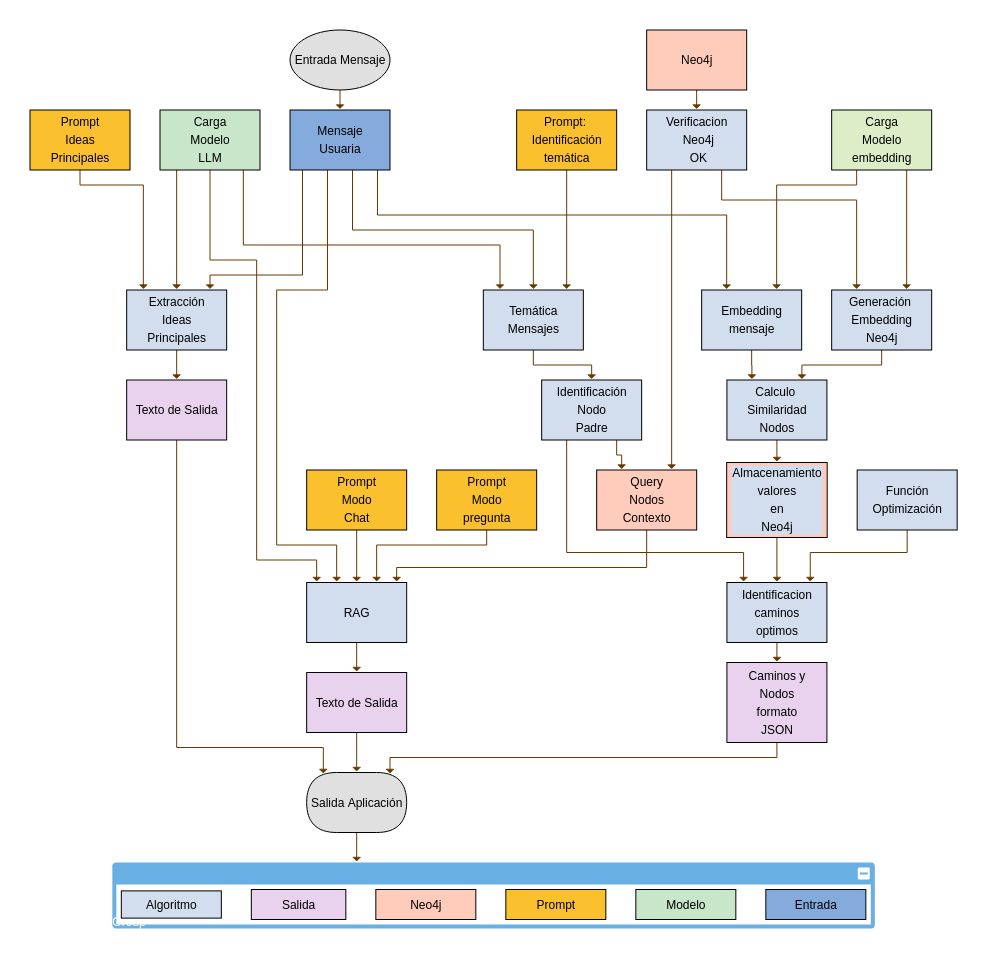 Entrada Mensaje
Neo4j
Prompt
Ideas
Principales
Carga
Modelo
LLM
Mensaje
Usuaria
Prompt:
Identificación
temática
Verificacion
Neo4j
OK
Carga
Modelo
embedding
Extracción
Ideas
Principales
Temática
Mensajes
Embedding
mensaje
Generación
Embedding
Neo4j
Texto de Salida
Identificación
Nodo
Padre
Calculo
Similaridad
Nodos
Prompt
Modo
Chat
Prompt
Modo
pregunta
Query
Nodos
Contexto
Almacenamiento
valores
en
Neo4j
Función
Optimización
RAG
Identificacion
caminos
optimos
Texto de Salida
Caminos y
Nodos
formato
JSON
Salida Aplicación
Algoritmo
Salida
Neo4j
Prompt
Modelo
Entrada